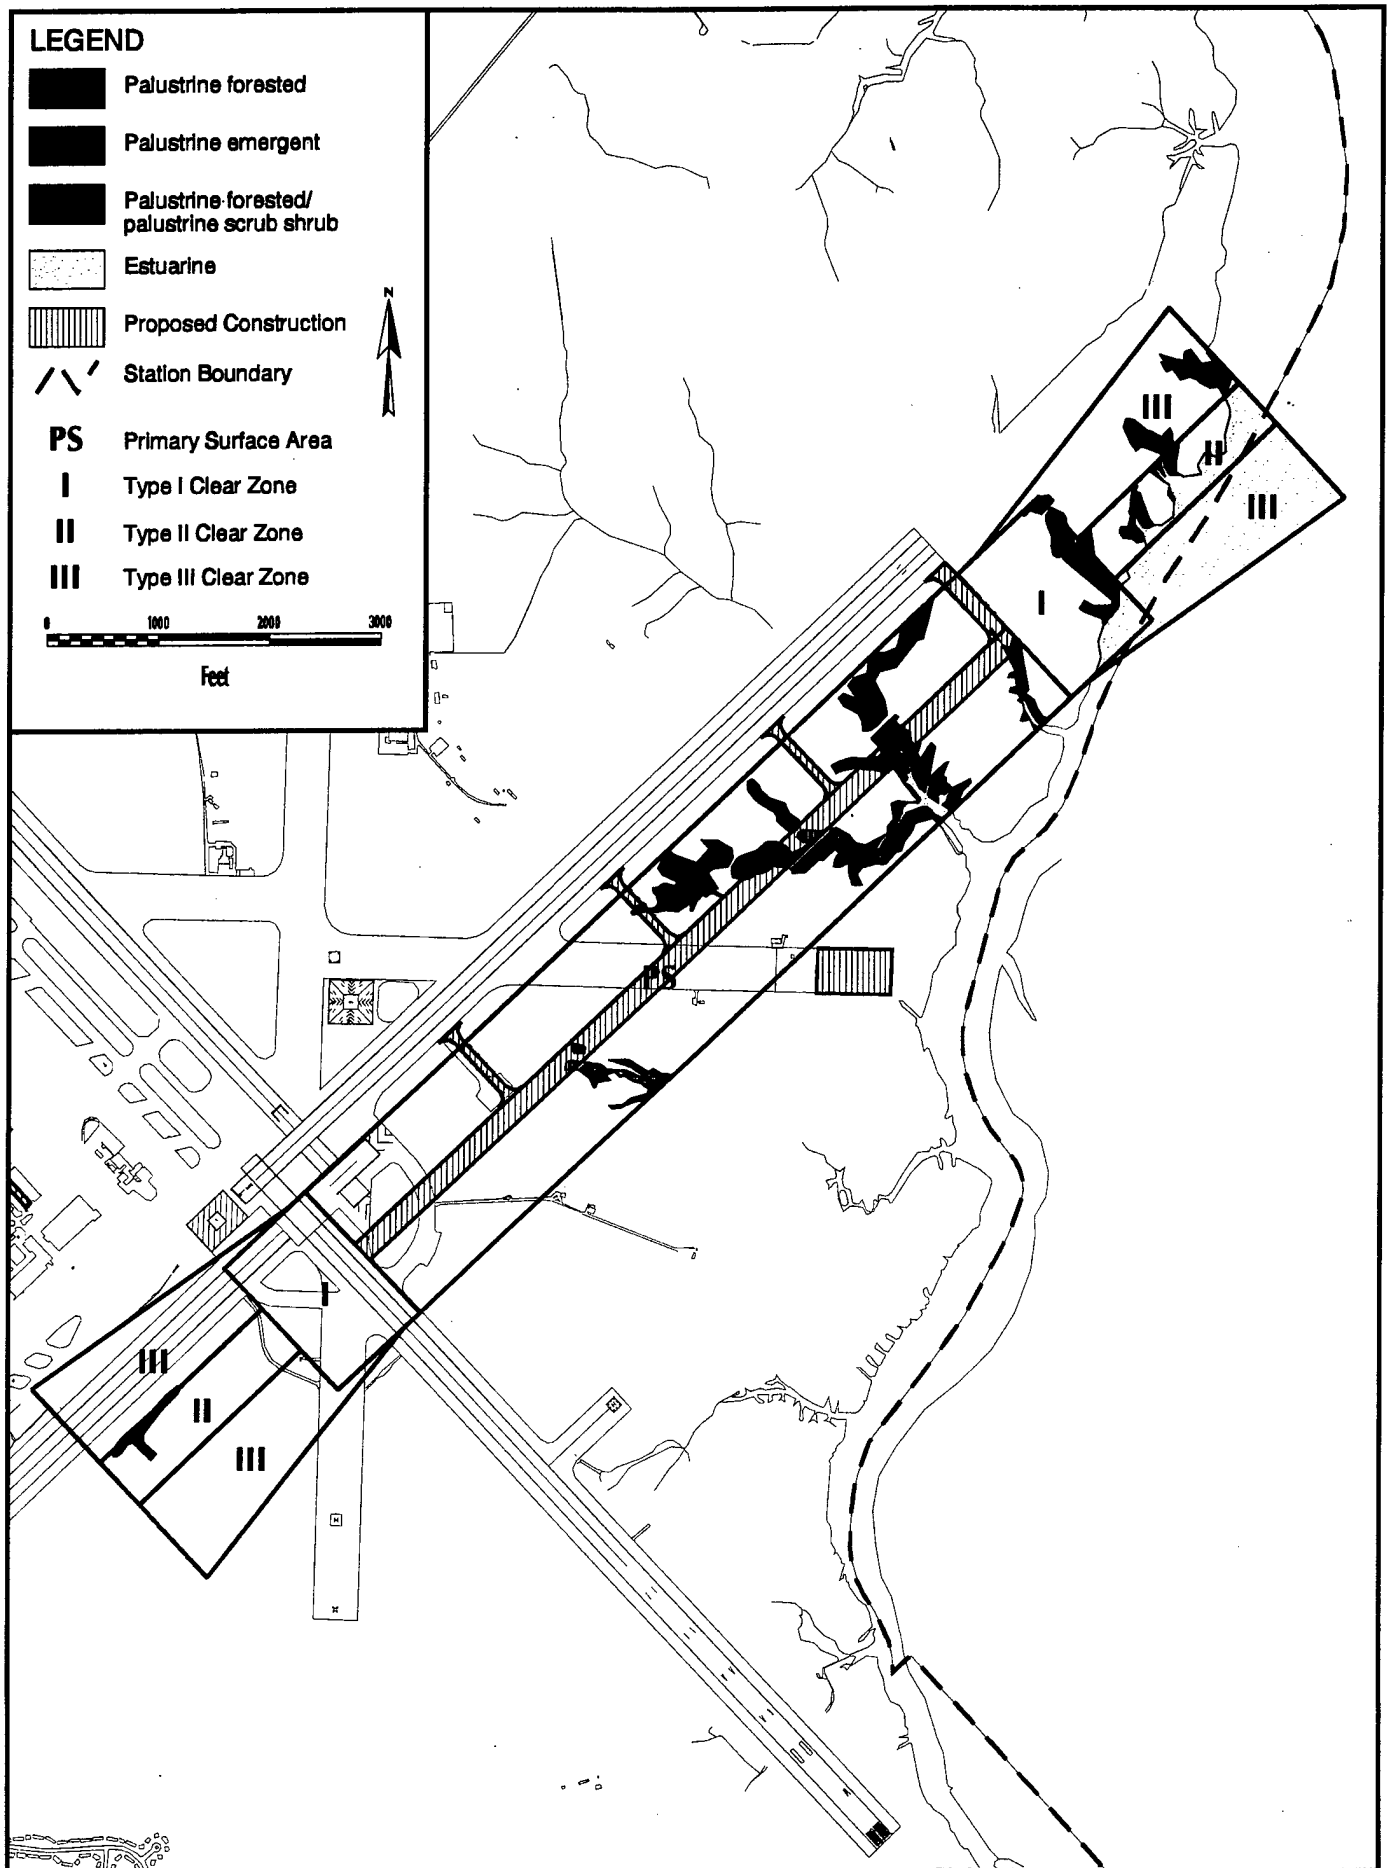 LEGEND
Palustrine forested
Palustrine emergent
Palustrine forested/
palustrine scrub shrub
Estuarine
Proposed Construction
N
Station Boundary
PS Primary Surface Area
I Type I Clear Zone
II Type II Clear Zone
III Type III Clear Zone
0 1000 2000 3000
Feet
III
II
III
I
PS
I
III
II
III